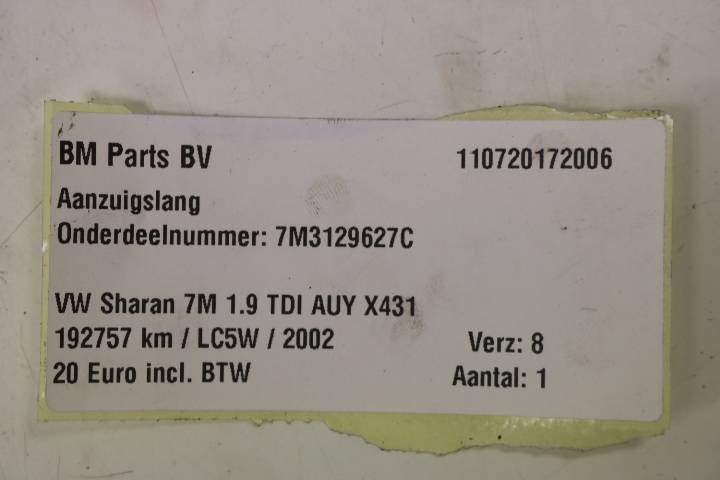 BM Parts BV 110720172006
Aanzuigslang
Onderdeelnummer: 7M3129627C
VW Sharan 7M 1.9 TDI AUY X431
192757 km / LC5W / 2002 Verz: 8
20 Euro incl. BTW Aantal: 1